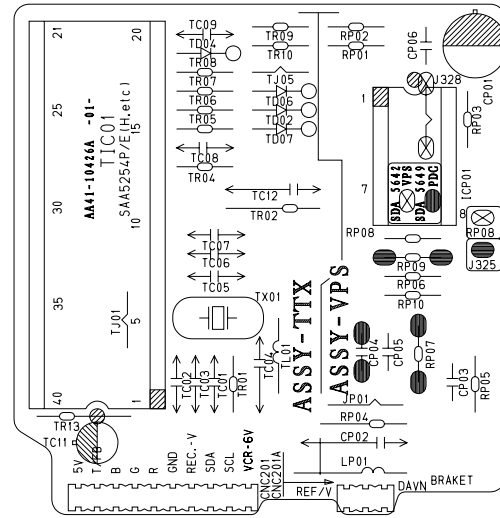 21
20
TC09
TD04
TR08
TR07
TR06
TR05
TC08
TR04
TR09
TR10
TJ05
TD06
TD02
TD07
RP02
RP01
CP06
J328
CP01
RP03
25
15
AA41-10426A -01-
TIC01
SAA5254P/E(H.etc)
30
10
35
5
TJ01
40
1
1
7
8
SDA 5642
VPS
SDA 5649
PDC
ICP01
RP08
RP08
J325
RP09
RP06
RP10
TC12
TR02
TC07
TC06
TC05
TX01
ASSY-TTX
ASSY-VPS
TC02
TC03
TC01
TR01
TC04
TL01
CP04
CP05
RP07
CP03
RP05
JP01
RP04
CP02
LP01
TR13
TC11
5V
T/FB
B
G
R
GND
REC.-V
SDA
SCL
VCR-6V
CNC201
CNC201A
REF/V
DAVN
BRAKET